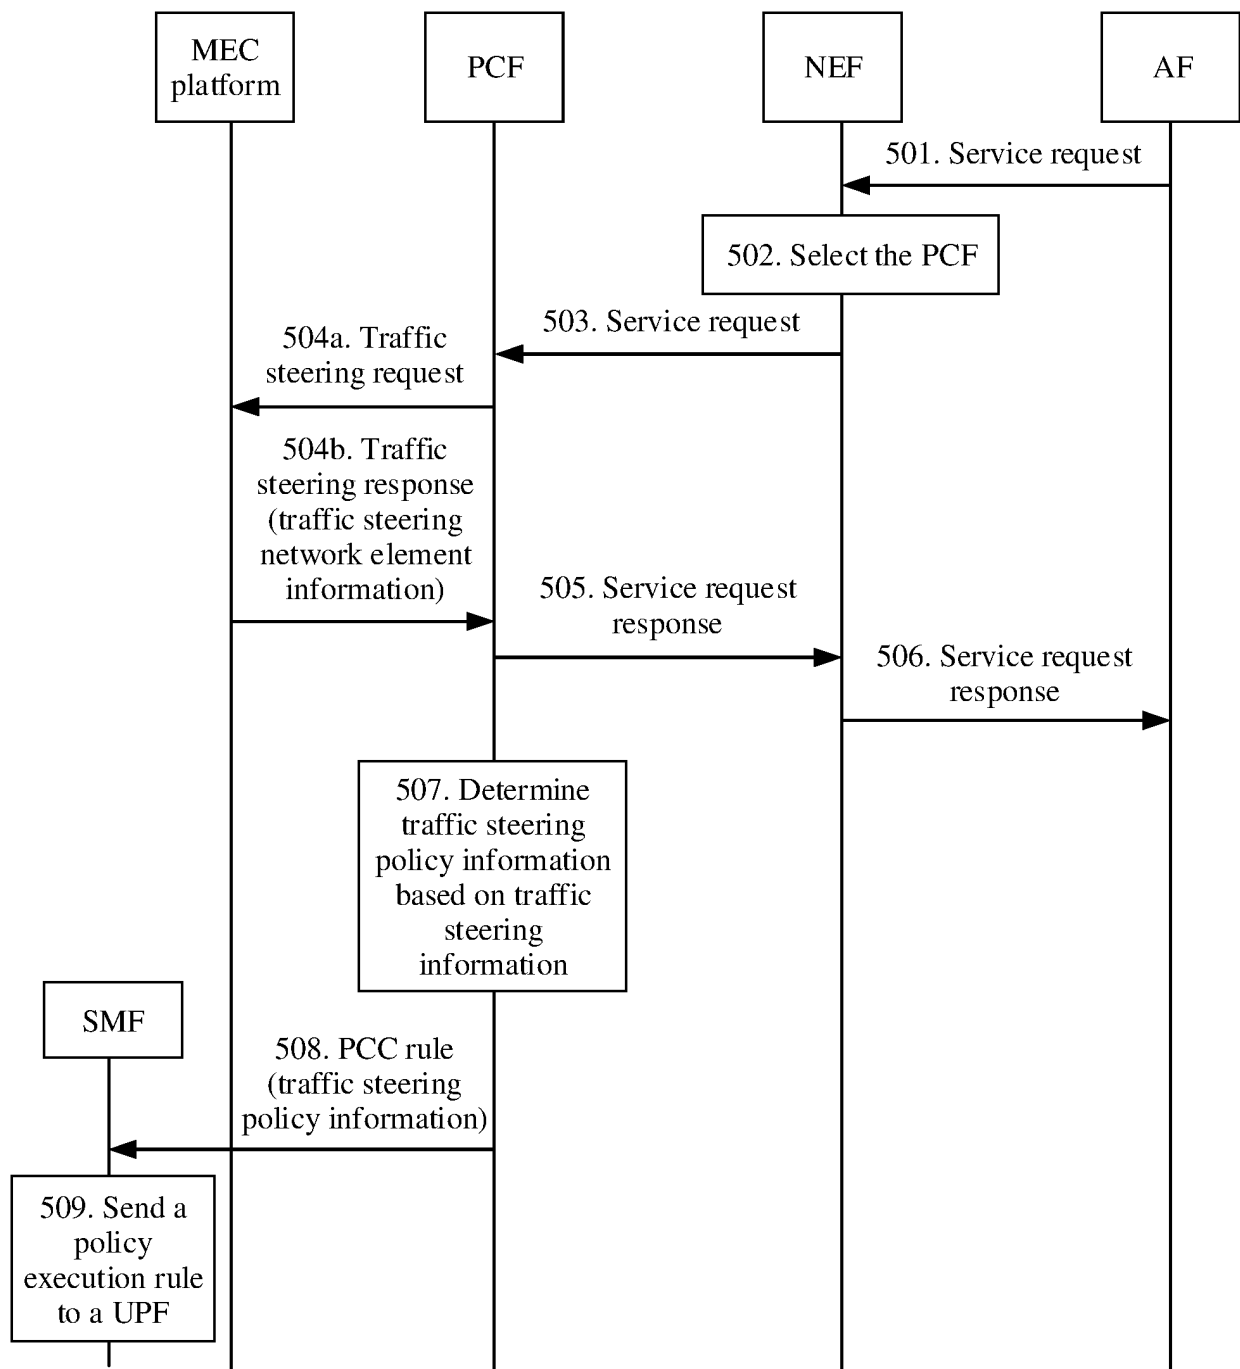 MEC
platform
PCF
NEF
AF
501. Service request
502. Select the PCF
503. Service request
504a. Traffic
steering request
504b. Traffic
steering response
(traffic steering
network element
information)
505. Service request
response
506. Service request
response
507. Determine
traffic steering
policy information
based on traffic
steering
information
SMF
508. PCC rule
(traffic steering
policy information)
509. Send a
policy
execution rule
to a UPF